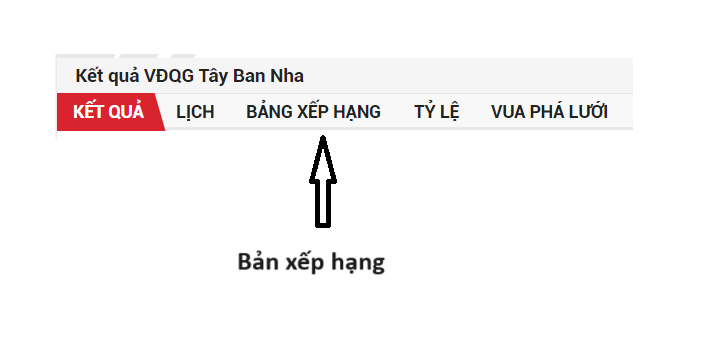 Kết quả VĐQG Tây Ban Nha
KẾT QUẢ LỊCH BẢNG XẾP HẠNG TỶ LỆ VUA PHÁ LƯỚI
Bản xếp hạng